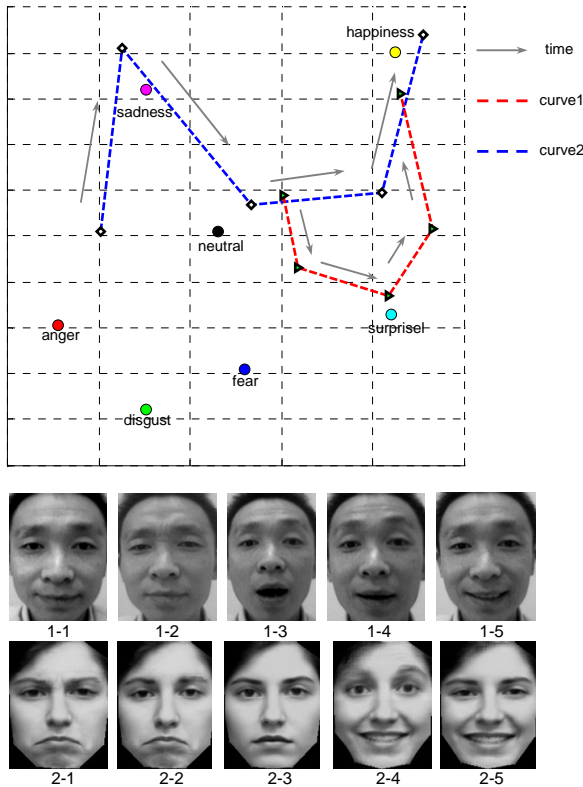 happiness
time
sadness
curve1
curve2
neutral
anger
surprisel
fear
disgust
1-1 1-2 1-3 1-4 1-5
2-1 2-2 2-3 2-4 2-5